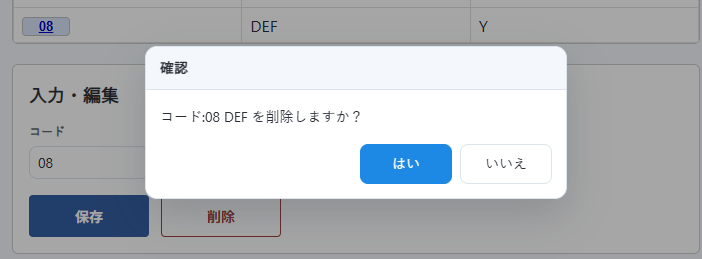 08 DEF Y
確認
入力・編集
コード:08 DEF を削除しますか？
コード
08
はい いいえ
保存 削除